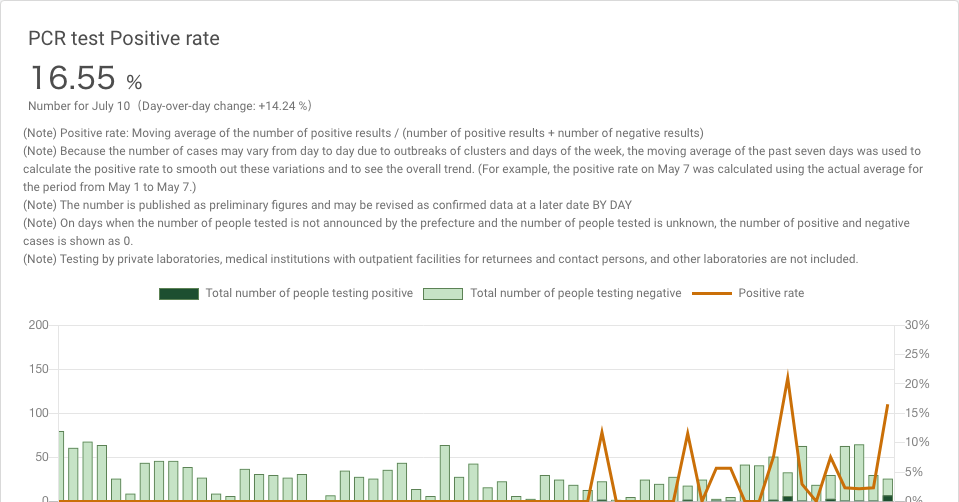 PCR test Positive rate
16.55 %
Number for July 10 (Day-over-day change: +14.24 %)
(Note) Positive rate: Moving average of the number of positive results / (number of positive results + number of negative results)
(Note) Because the number of cases may vary from day to day due to outbreaks of clusters and days of the week, the moving average of the past seven days was used to
calculate the positive rate to smooth out these variations and to see the overall trend. (For example, the positive rate on May 7 was calculated using the actual average for
the period from May 1 to May 7.)
(Note) The number is published as preliminary figures and may be revised as confirmed data at a later date BY DAY
(Note) On days when the number of people tested is not announced by the prefecture and the number of people tested is unknown, the number of positive and negative
cases is shown as 0.
(Note) Testing by private laboratories, medical institutions with outpatient facilities for returnees and contact persons, and other laboratories are not included.
Total number of people testing positive Total number of people testing negative Positive rate
200 30%
25%
150
20%
100 15%
10%
50
5%
0 0%